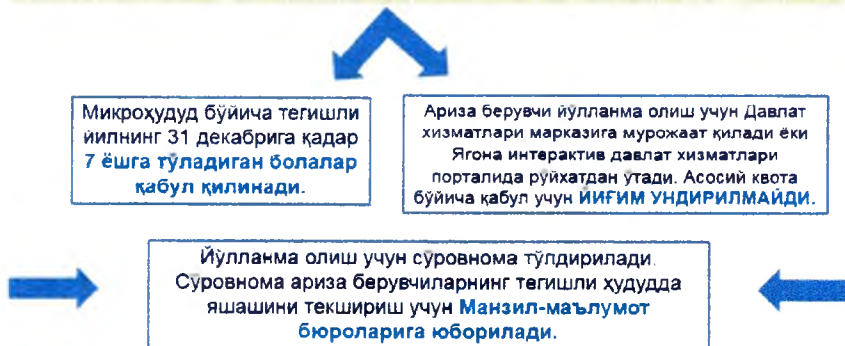 Микроҳудуд бўйича тегишли
йилнинг 31 декабрига қадар
7 ёшга тўладиган болалар
қабул қилинади.
Ариза берувчи йўлланма олиш учун Давлат
хизматлари марказига мурожаат қилади ёки
Ягона интерактив давлат хизматлари
порталида рўйхатдан ўтади. Асосий квота
бўйича қабул учун ЙИҒИМ УНДИРИЛМАЙДИ.
Йўлланма олиш учун сўровнома тўлдирилади.
Сўровнома ариза берувчиларнинг тегишли ҳудудда
яшашини текшириш учун Манзил-маълумот
бюроларига юборилади.